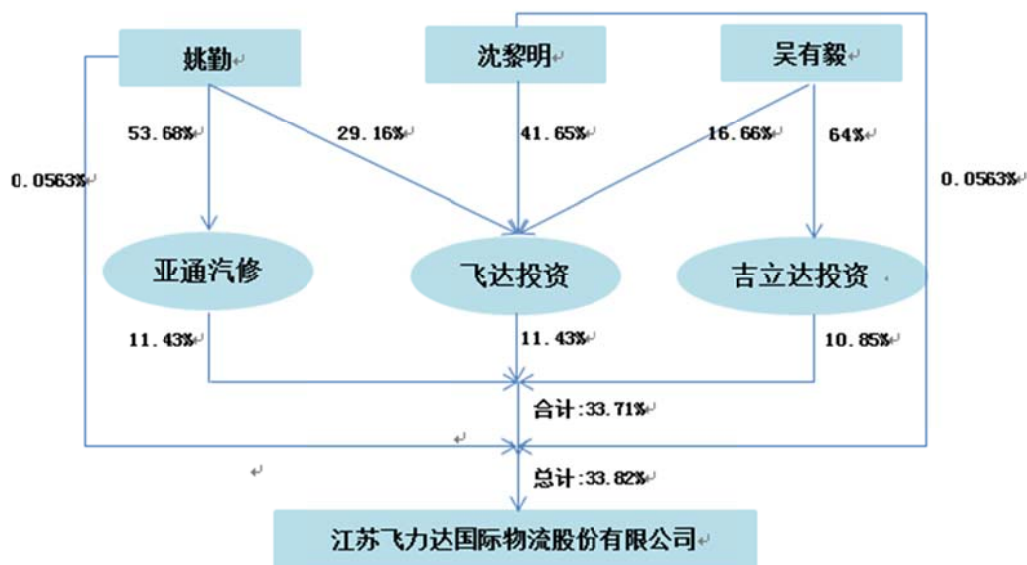 姚勤
沈黎明
吴有毅
53.68%
29.16%
41.65%
16.66%
64%
0.0563%
0.0563%
亚通汽修
飞达投资
吉立达投资
11.43%
11.43%
10.85%
合计:33.71%
总计:33.82%
江苏飞力达国际物流股份有限公司